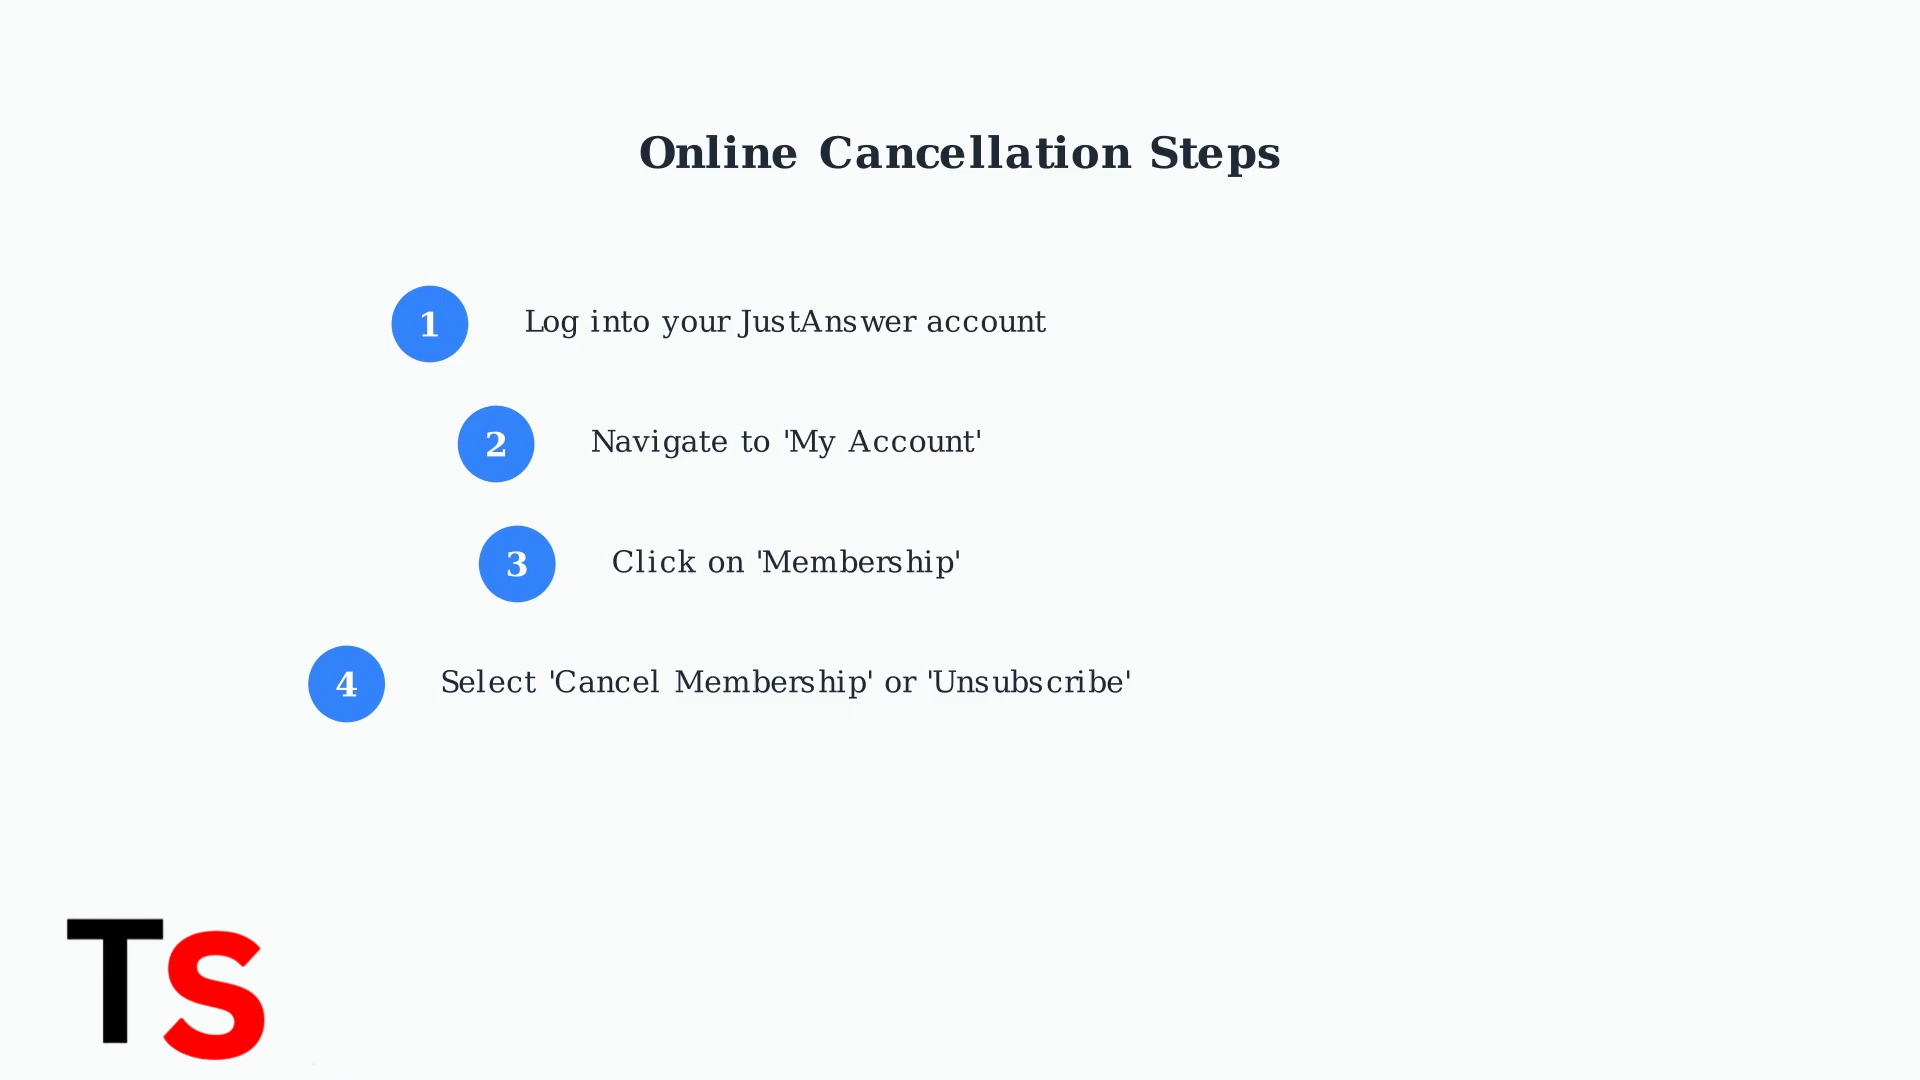 Online Cancellation Steps
1 Log into your JustAnswer account
2 Navigate to 'My Account'
3 Click on 'Membership'
4 Select 'Cancel Membership' or 'Unsubscribe'
TS